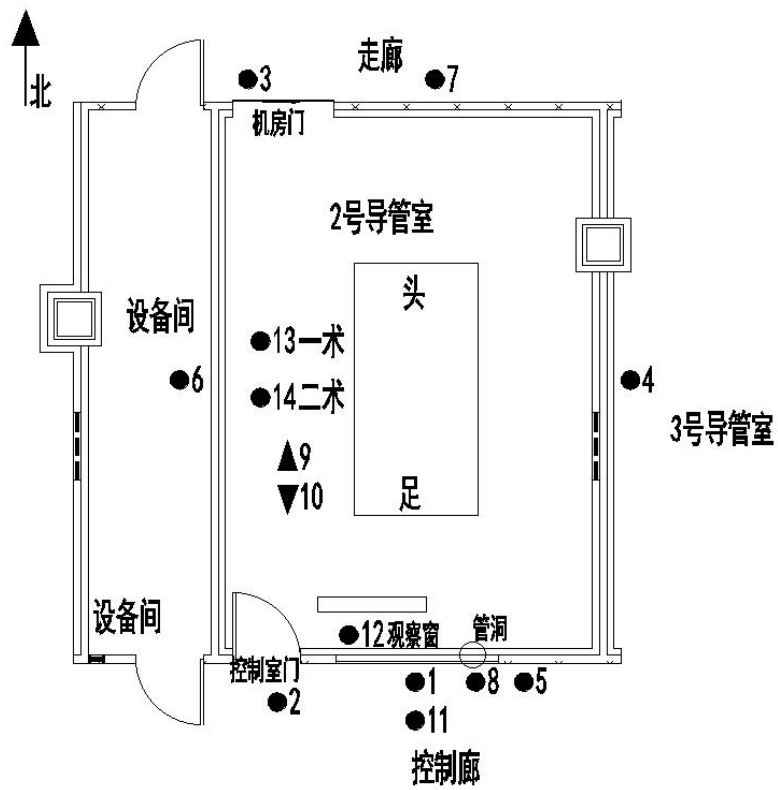 走廊
3
7
北
机房门
2号导管室
头
设备间
13一术
6
4
14二术
3号导管室
9
10
足
设备间
12观察窗
管洞
控制室门
1
8
5
2
11
控制廊